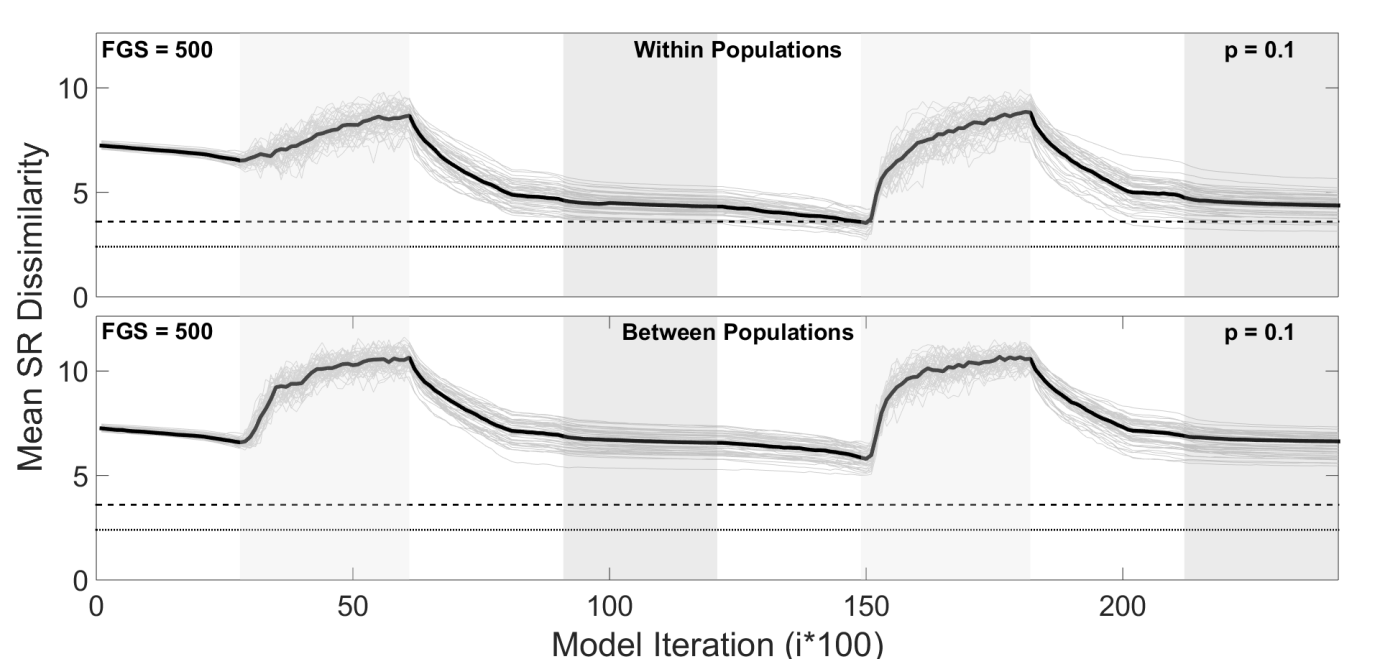 FGS = 500 Within Populations p = 0.1
10
5
0
FGS = 500 Between Populations p = 0.1
10
5
0
0 50 100 150 200
Model Iteration (i*100)
Mean SR Dissimilarity